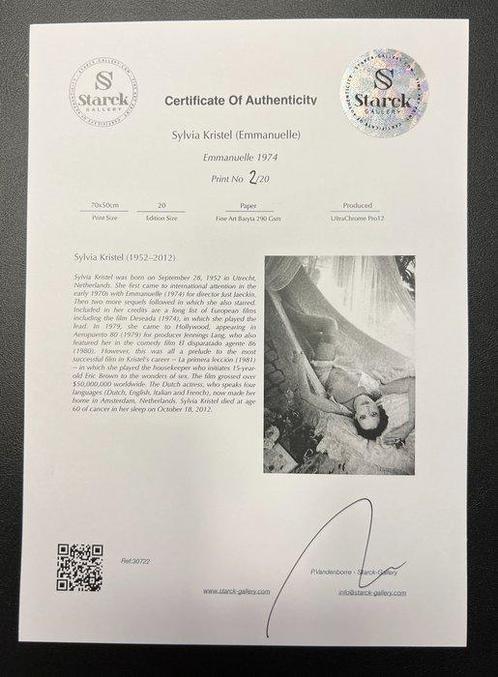 Starck
GALLERY
Certificate Of Authenticity
Starck
GALLERY
Sylvia Kristel (Emmanuelle)
Emmanuelle 1974
Print No 2/20
70x50cm
Print Size
20
Edition Size
Paper
Fine Art Baryta 290 Gsm
Produced
UltraChrome Pro12
Sylvia Kristel (1952–2012)
Sylvia Kristel was born on September 28, 1952 in Utrecht,
Netherlands. She first came to international attention in the
early 1970s with Emmanuelle (1974) for director Just Jaeckin.
Then two more sequels followed in which she also starred.
Included in her credits are a long list of European films
including the film Deseada (1974), in which she played the
lead. In 1979, she came to Hollywood, appearing in
Aeropuerto 80 (1979) for producer Jennings Lang, who also
featured her in the comedy film El disparatado agente 86
(1980). However, this was all a prelude to the most
successful film in Kristel's career – La primera lección (1981)
– in which she played the housekeeper who initiates 15-year-
old Eric Brown to the wonders of sex. The film grossed over
$50,000,000 worldwide. The Dutch actress, who speaks four
languages (Dutch, English, Italian and French), now made her
home in Amsterdam, Netherlands. Sylvia Kristel died at age
60 of cancer in her sleep on October 18, 2012.
Ref:30722
www.starck-gallery.com
P.Vandenborre - Starck-Gallery
info@starck-gallery.com